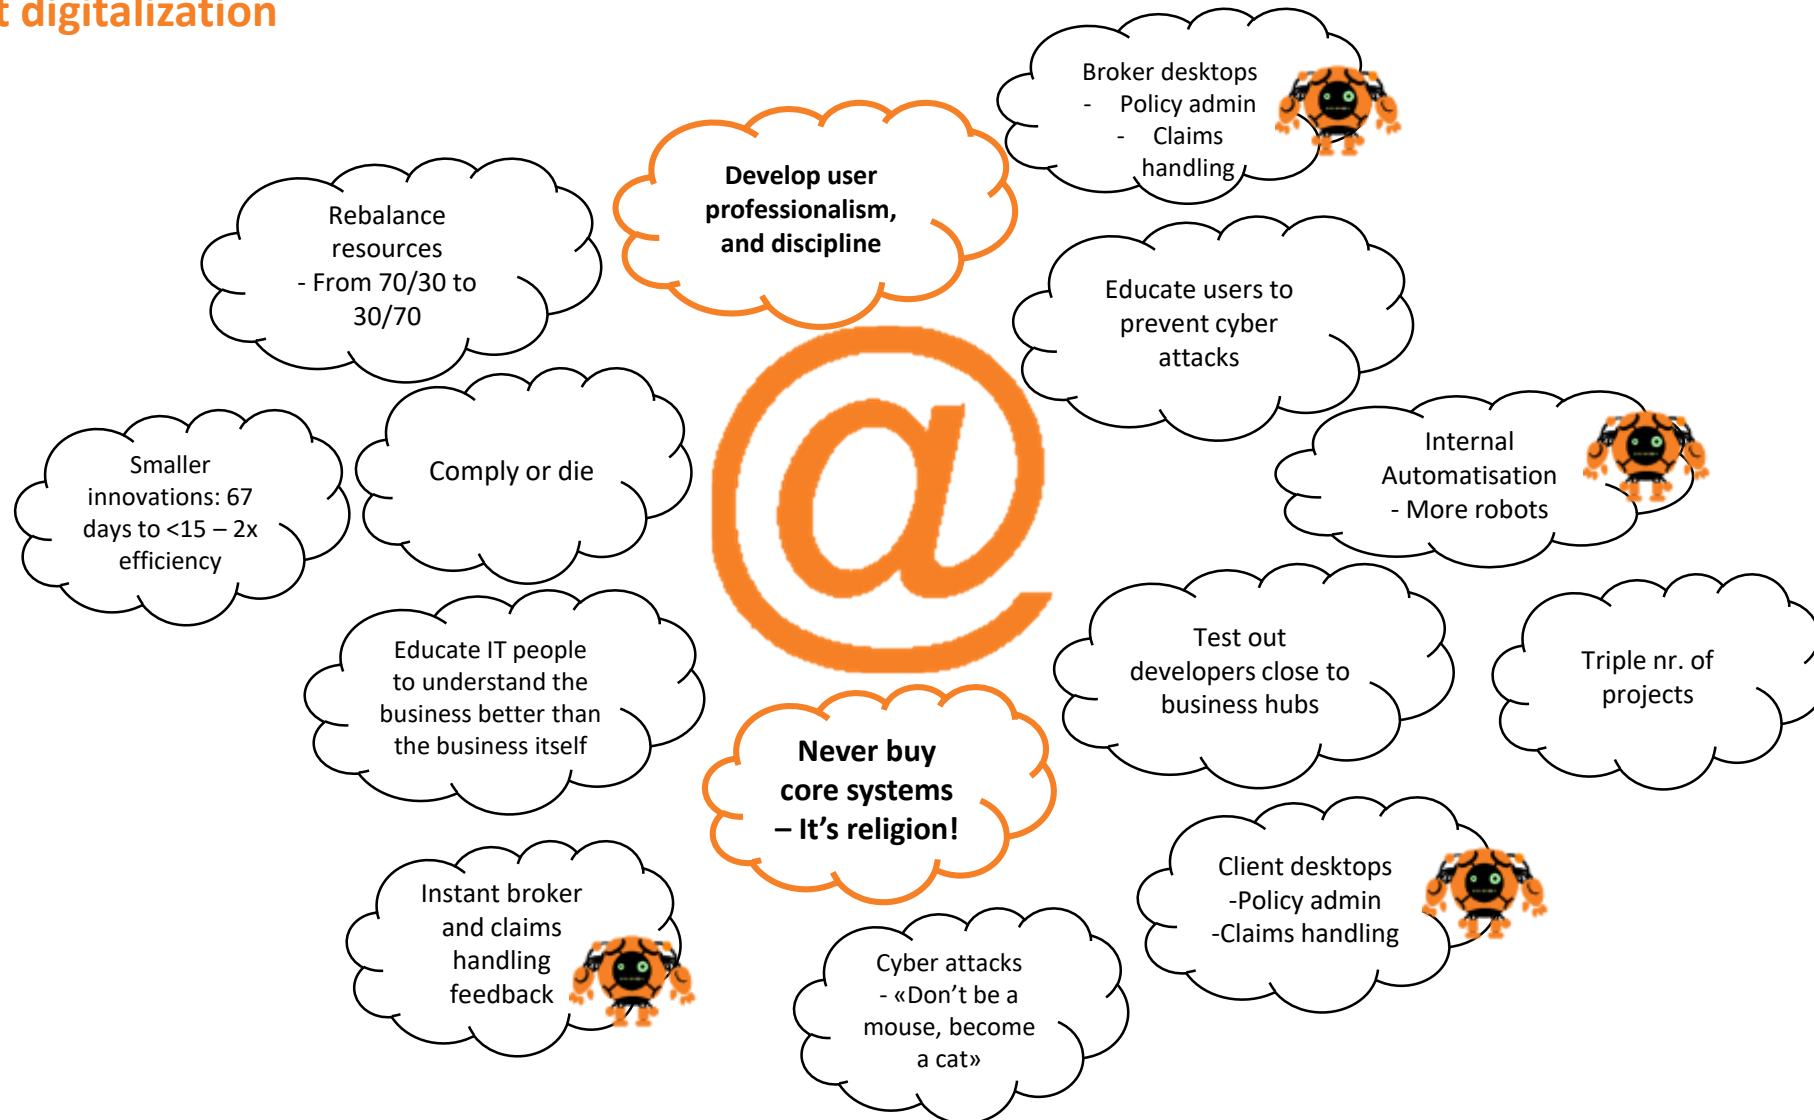 t digitalization
Broker desktops
- Policy admin
- Claims
handling
Develop user
professionalism,
and discipline
Rebalance
resources
- From 70/30 to
30/70
Educate users to
prevent cyber
attacks
Smaller
innovations: 67
days to <15 – 2x
efficiency
Comply or die
@
Internal
Automatisation
- More robots
Educate IT people
to understand the
business better than
the business itself
Test out
developers close to
business hubs
Triple nr. of
projects
Never buy
core systems
– It’s religion!
Client desktops
-Policy admin
-Claims handling
Instant broker
and claims
handling
feedback
Cyber attacks
- «Don’t be a
mouse, become
a cat»